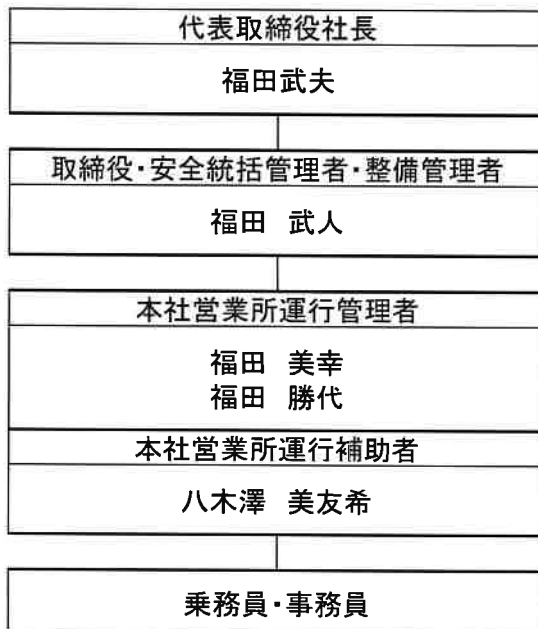 代表取締役社長
福田武夫
取締役・安全統括管理者・整備管理者
福田 武人
本社営業所運行管理者
福田 美幸
福田 勝代
本社営業所運行補助者
八木澤 美友希
乗務員・事務員